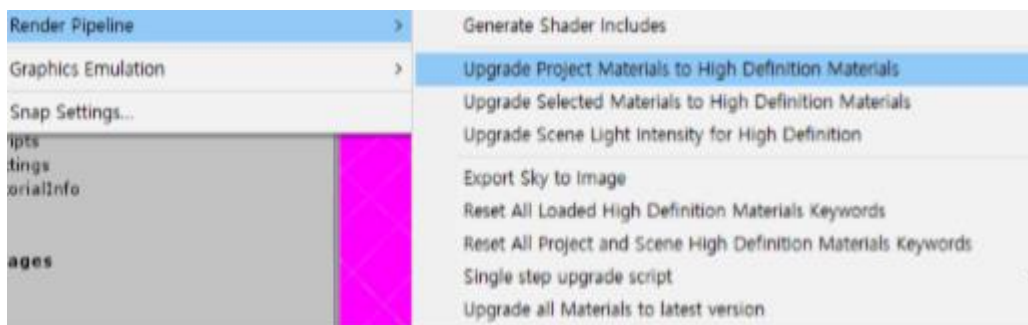 Render Pipeline >
Graphics Emulation >
Snap Settings...
ipts
tings
orialInfo
ages
Generate Shader Includes
Upgrade Project Materials to High Definition Materials
Upgrade Selected Materials to High Definition Materials
Upgrade Scene Light Intensity for High Definition
Export Sky to Image
Reset All Loaded High Definition Materials Keywords
Reset All Project and Scene High Definition Materials Keywords
Single step upgrade script
Upgrade all Materials to latest version